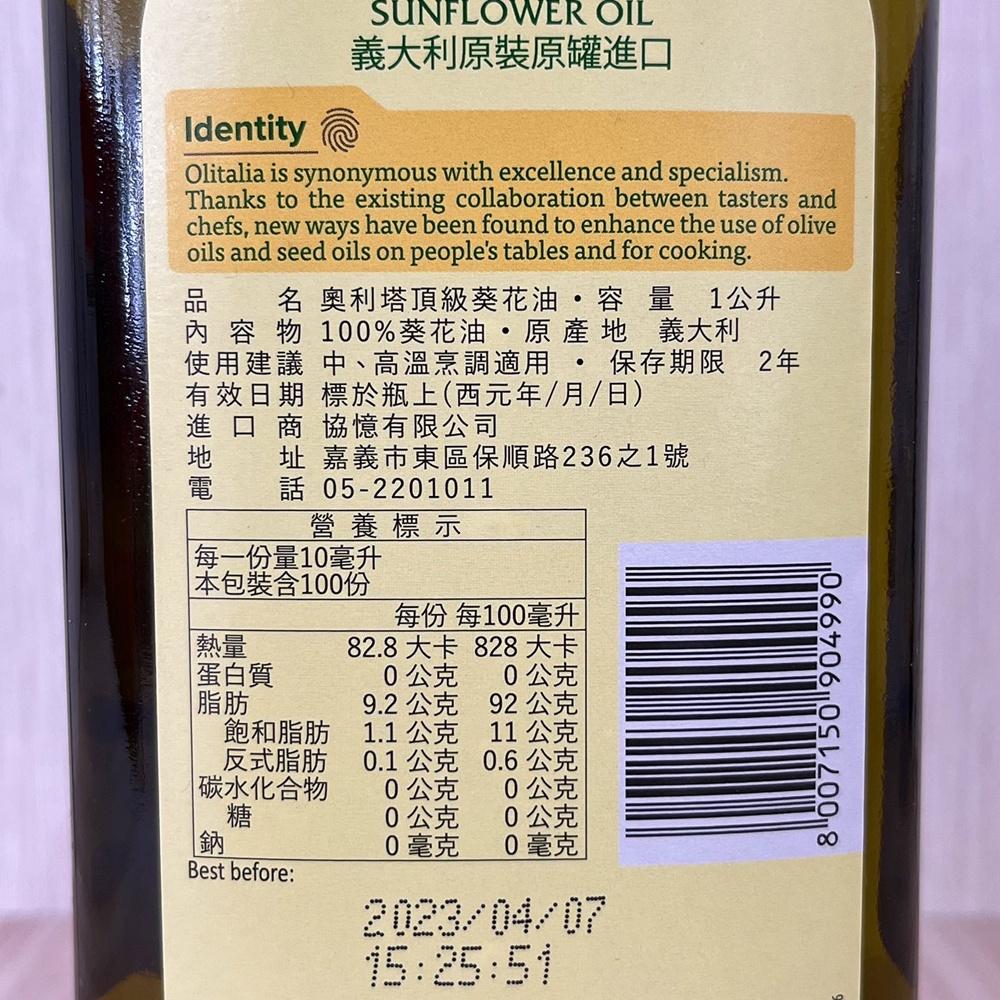 SUNFLOWER OIL
義大利原裝原罐進口
Identity
Olitalia is synonymous with excellence and specialism.
Thanks to the existing collaboration between tasters and
chefs, new ways have been found to enhance the use of olive
oils and seed oils on people's tables and for cooking.
品名 奧利塔頂級葵花油・容量 1公升
內容物 100%葵花油・原產地 義大利
使用建議 中、高溫烹調適用・保存期限 2年
有效日期 標於瓶上(西元年/月/日)
進口商 協憶有限公司
地址 嘉義市東區保順路236之1號
電話 05-2201011
營養標示
每一份量10毫升
本包裝含100份
每份 每100毫升
熱量 82.8 大卡 828 大卡
蛋白質 0 公克 0 公克
脂肪 9.2 公克 92 公克
飽和脂肪 1.1 公克 11 公克
反式脂肪 0.1 公克 0.6 公克
碳水化合物 0 公克 0 公克
糖 0 公克 0 公克
鈉 0 毫克 0 毫克
8 007150 904990
Best before:
2023/04/07
15:25:51